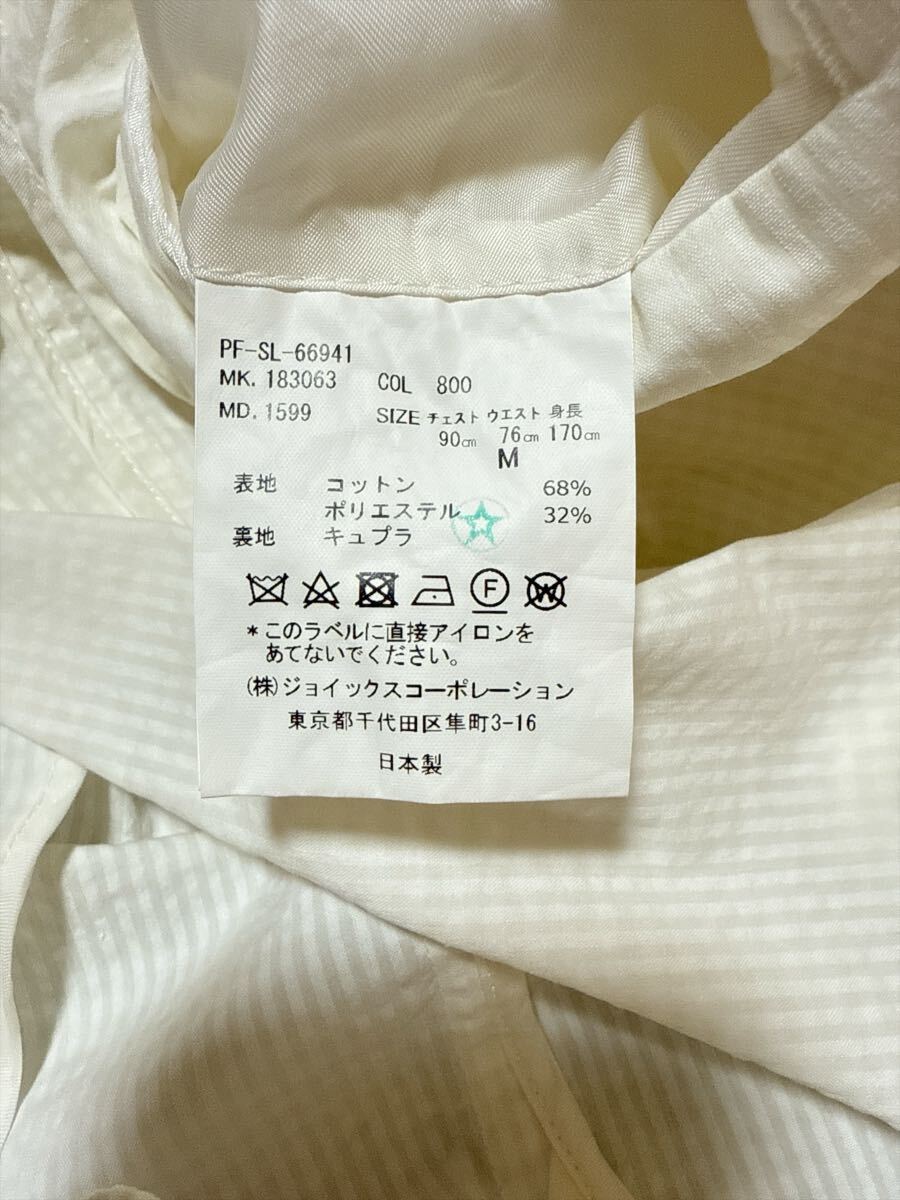 PF-SL-66941
MK. 183063 COL 800
MD. 1599 SIZE チェスト ウエスト 身長
90㎝ 76㎝ 170㎝
M
表地 コットン 68%
ポリエステル 32%
裏地 キュプラ
F W
*このラベルに直接アイロンを
あてないでください。
(株)ジョイックスコーポレーション
東京都千代田区隼町3-16
日本製